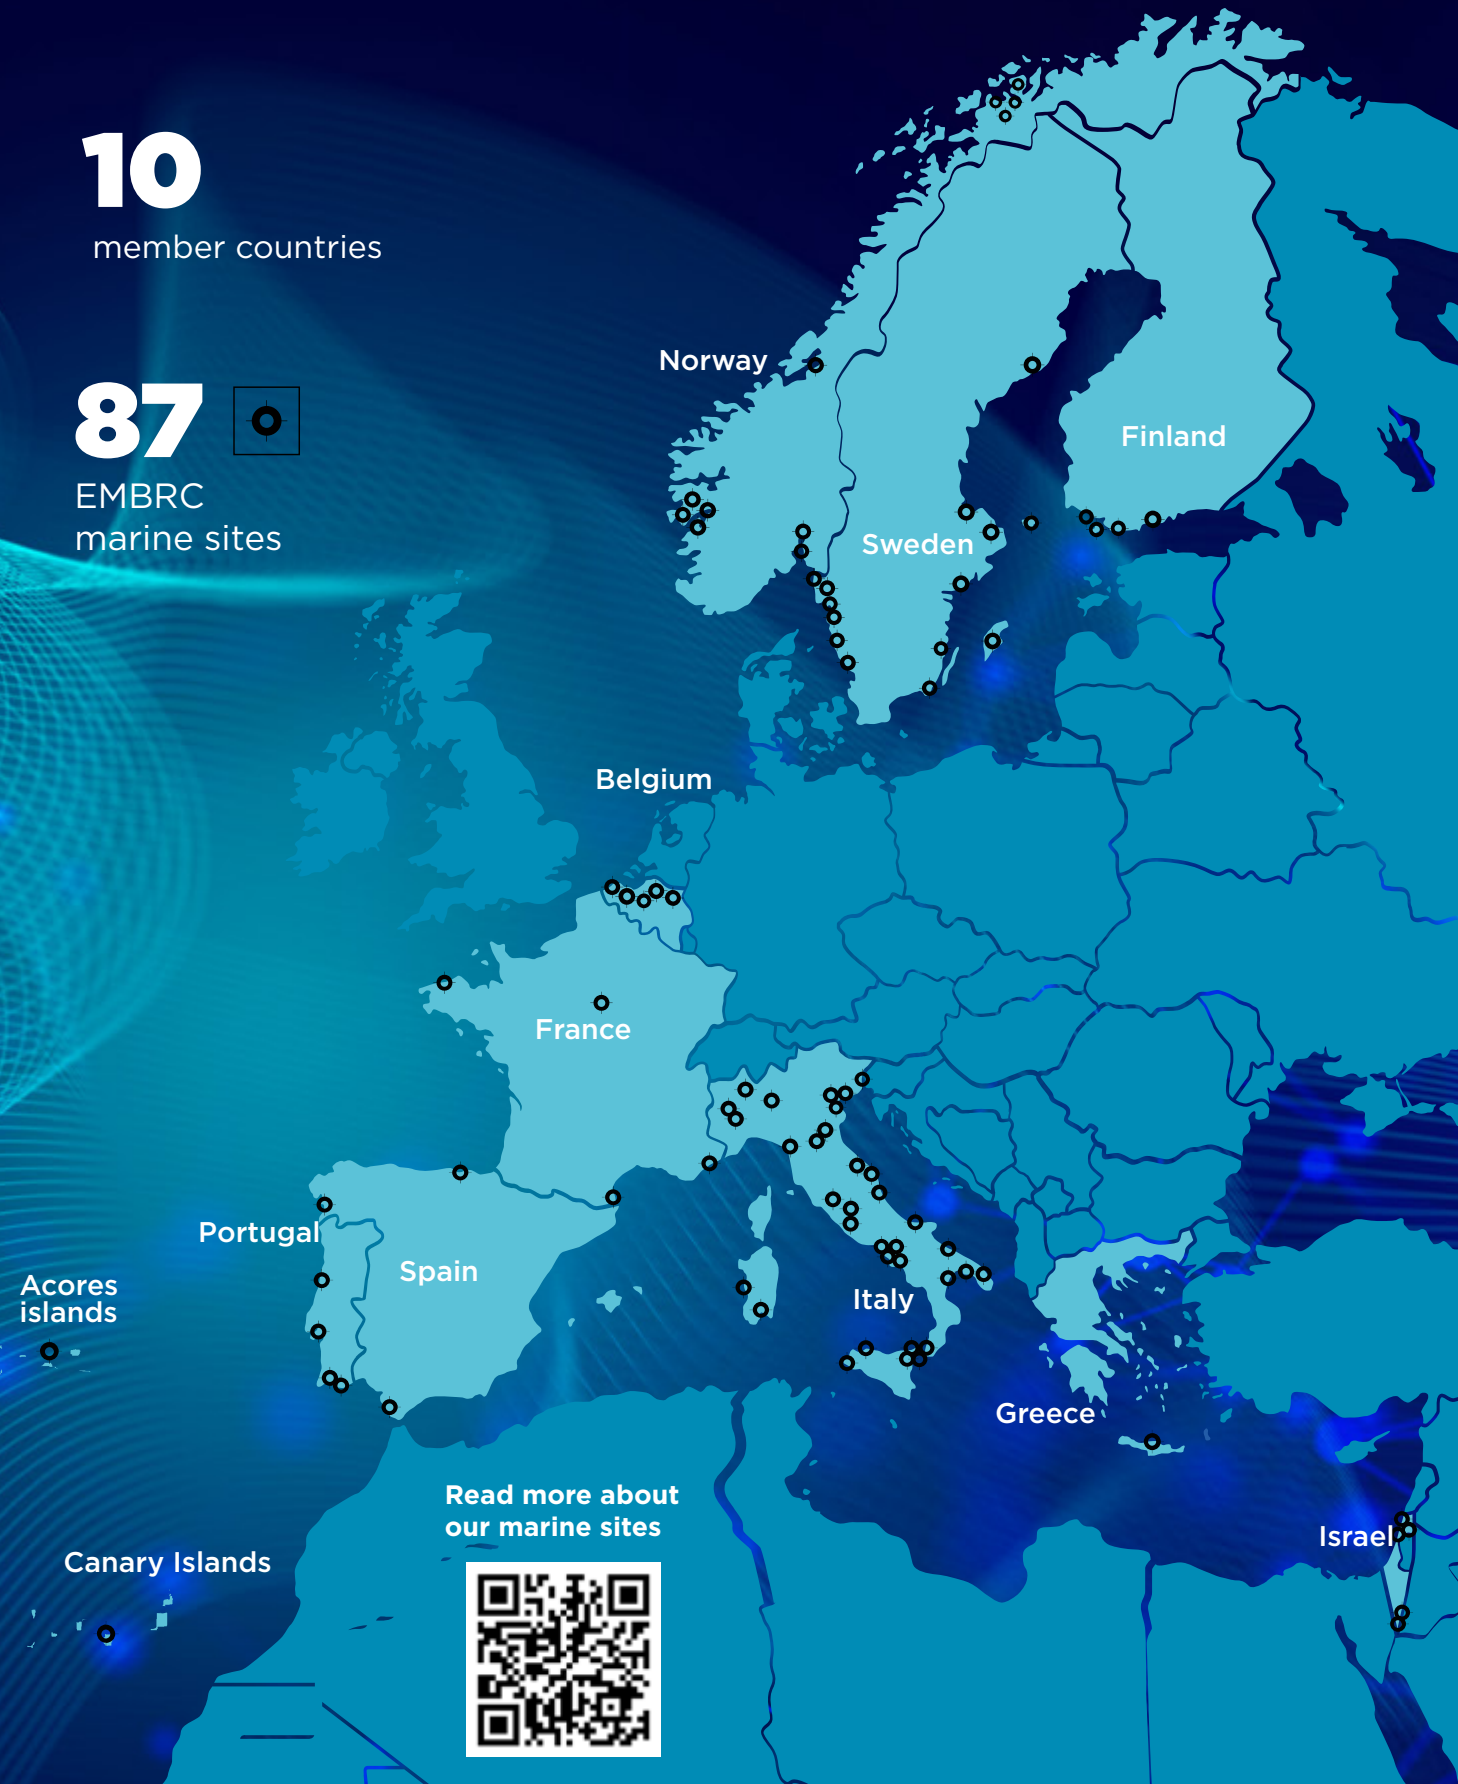 10
member countries
87
EMBRC
marine sites
Norway
Finland
Sweden
Belgium
France
Portugal
Spain
Acores
islands
Italy
Greece
Read more about
our marine sites
Israel
Canary Islands